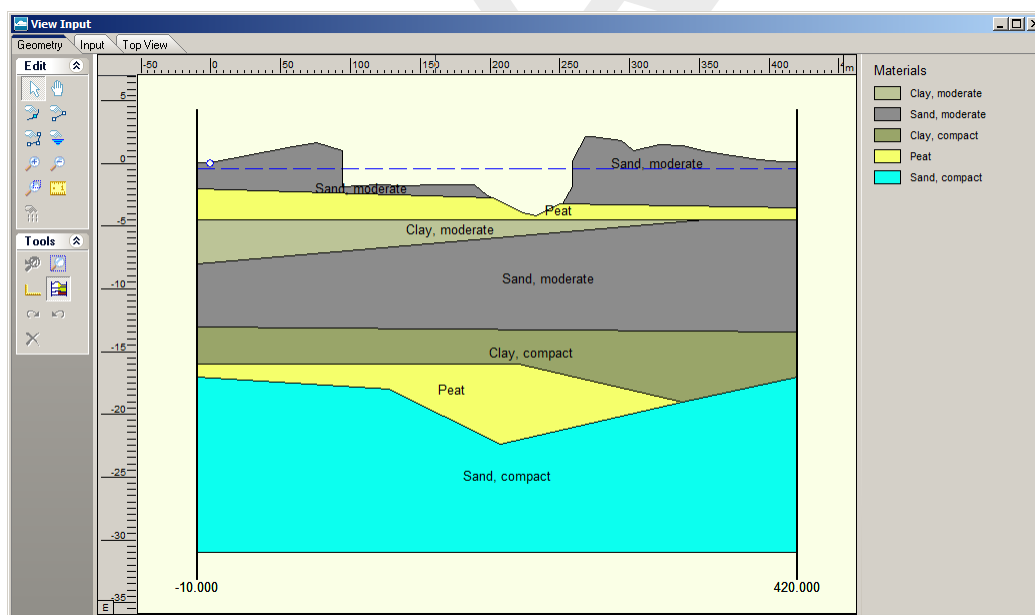 View Input
Geometry
Input
Top View
Edit
Tools
-50 0 50 100 150 200 250 300 350 400 m
5
0
-5
-10
-15
-20
-25
-30
-35
E
Sand, moderate
Sand, moderate
Peat
Clay, moderate
Sand, moderate
Clay, compact
Peat
Sand, compact
-10.000
420.000
Materials
Clay, moderate
Sand, moderate
Clay, compact
Peat
Sand, compact